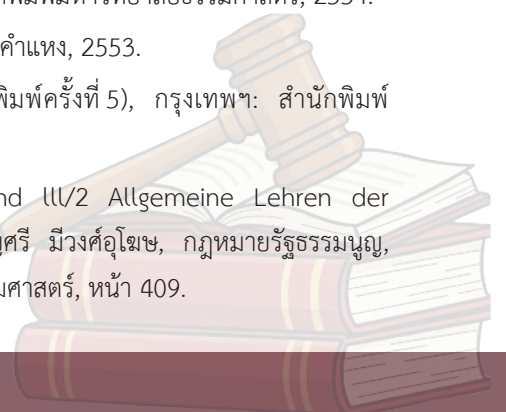 คำแหง, 2553.
พิมพ์ครั้งที่ 5), กรุงเทพฯ: สำนักพิมพ์
nd lll/2 Allgemeine Lehren der
ศรี มีวงศ์อุโฆษ, กฎหมายรัฐธรรมนูญ,
มศาสตร์, หน้า 409.